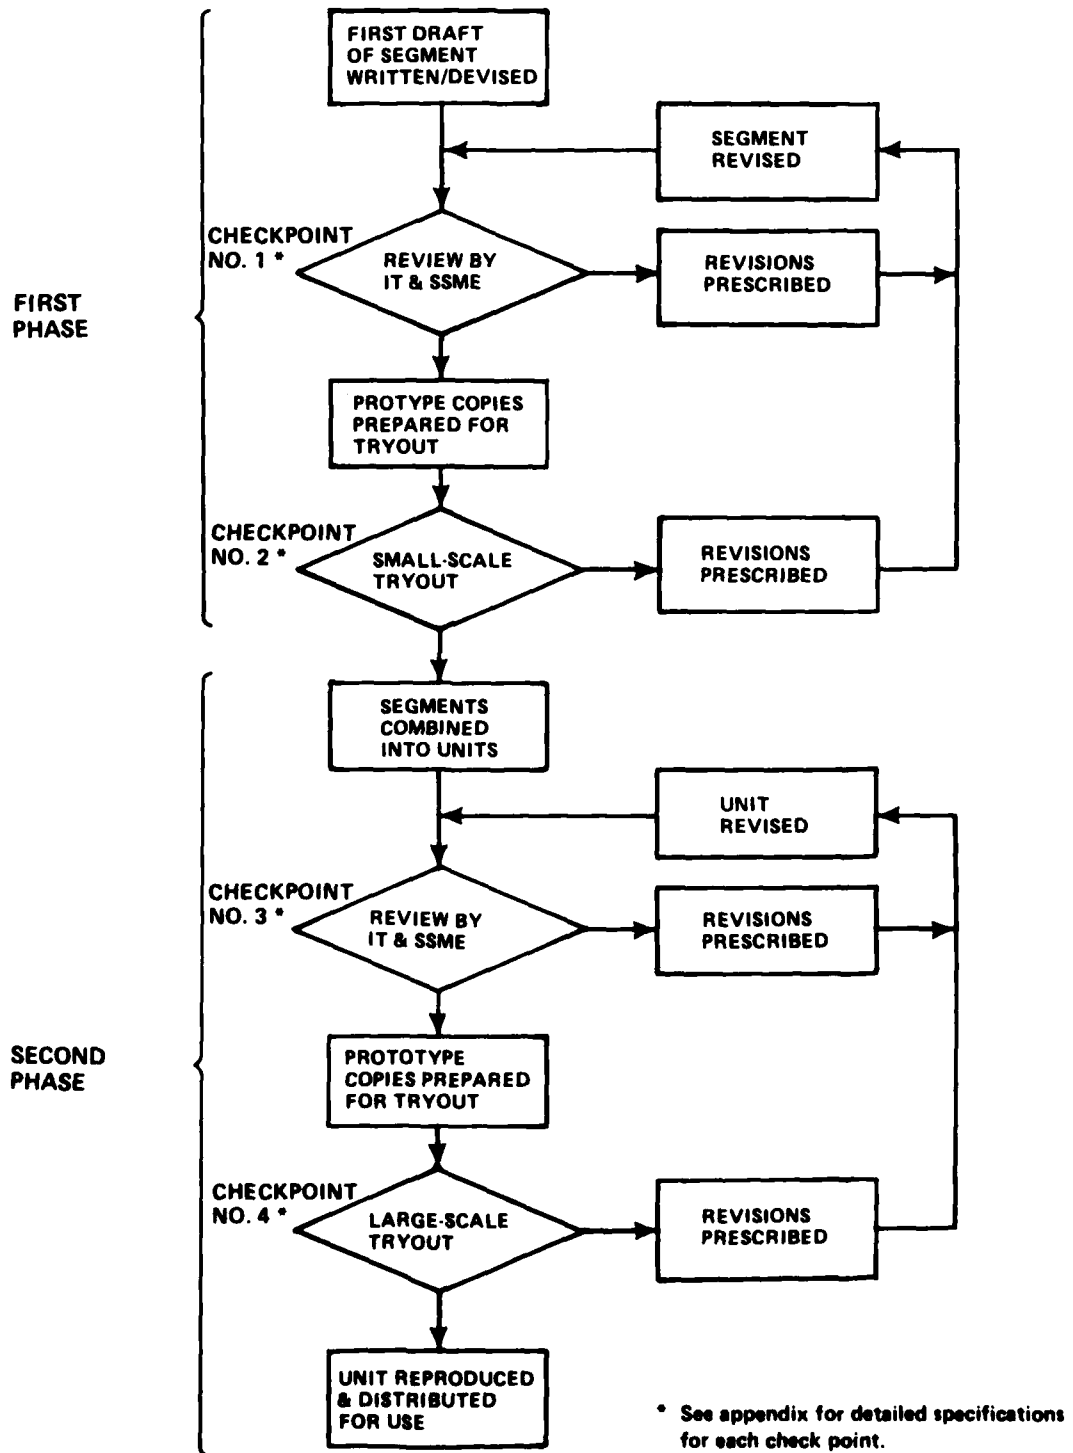 FIRST DRAFT
OF SEGMENT
WRITTEN/DEVISED
SEGMENT
REVISED
CHECKPOINT
NO. 1 *
REVIEW BY
IT & SSME
REVISIONS
PRESCRIBED
FIRST
PHASE
PROTYPE COPIES
PREPARED FOR
TRYOUT
CHECKPOINT
NO. 2 *
SMALL-SCALE
TRYOUT
REVISIONS
PRESCRIBED
SEGMENTS
COMBINED
INTO UNITS
UNIT
REVISED
CHECKPOINT
NO. 3 *
REVIEW BY
IT & SSME
REVISIONS
PRESCRIBED
SECOND
PHASE
PROTOTYPE
COPIES PREPARED
FOR TRYOUT
CHECKPOINT
NO. 4 *
LARGE-SCALE
TRYOUT
REVISIONS
PRESCRIBED
UNIT REPRODUCED
& DISTRIBUTED
FOR USE
* See appendix for detailed specifications
for each check point.